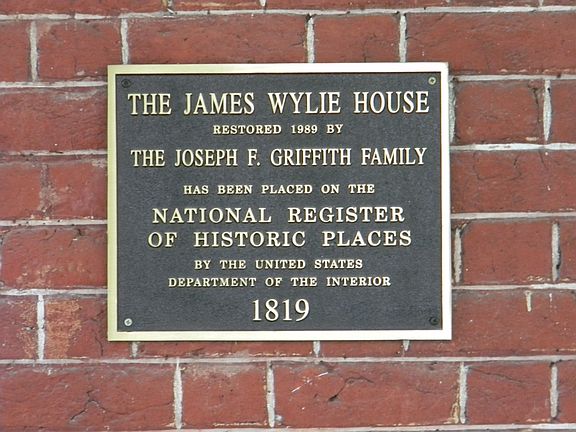 THE JAMES WYLIE HOUSE
RESTORED 1989 BY
THE JOSEPH F. GRIFFITH FAMILY
HAS BEEN PLACED ON THE
NATIONAL REGISTER
OF HISTORIC PLACES
BY THE UNITED STATES
DEPARTMENT OF THE INTERIOR
1819